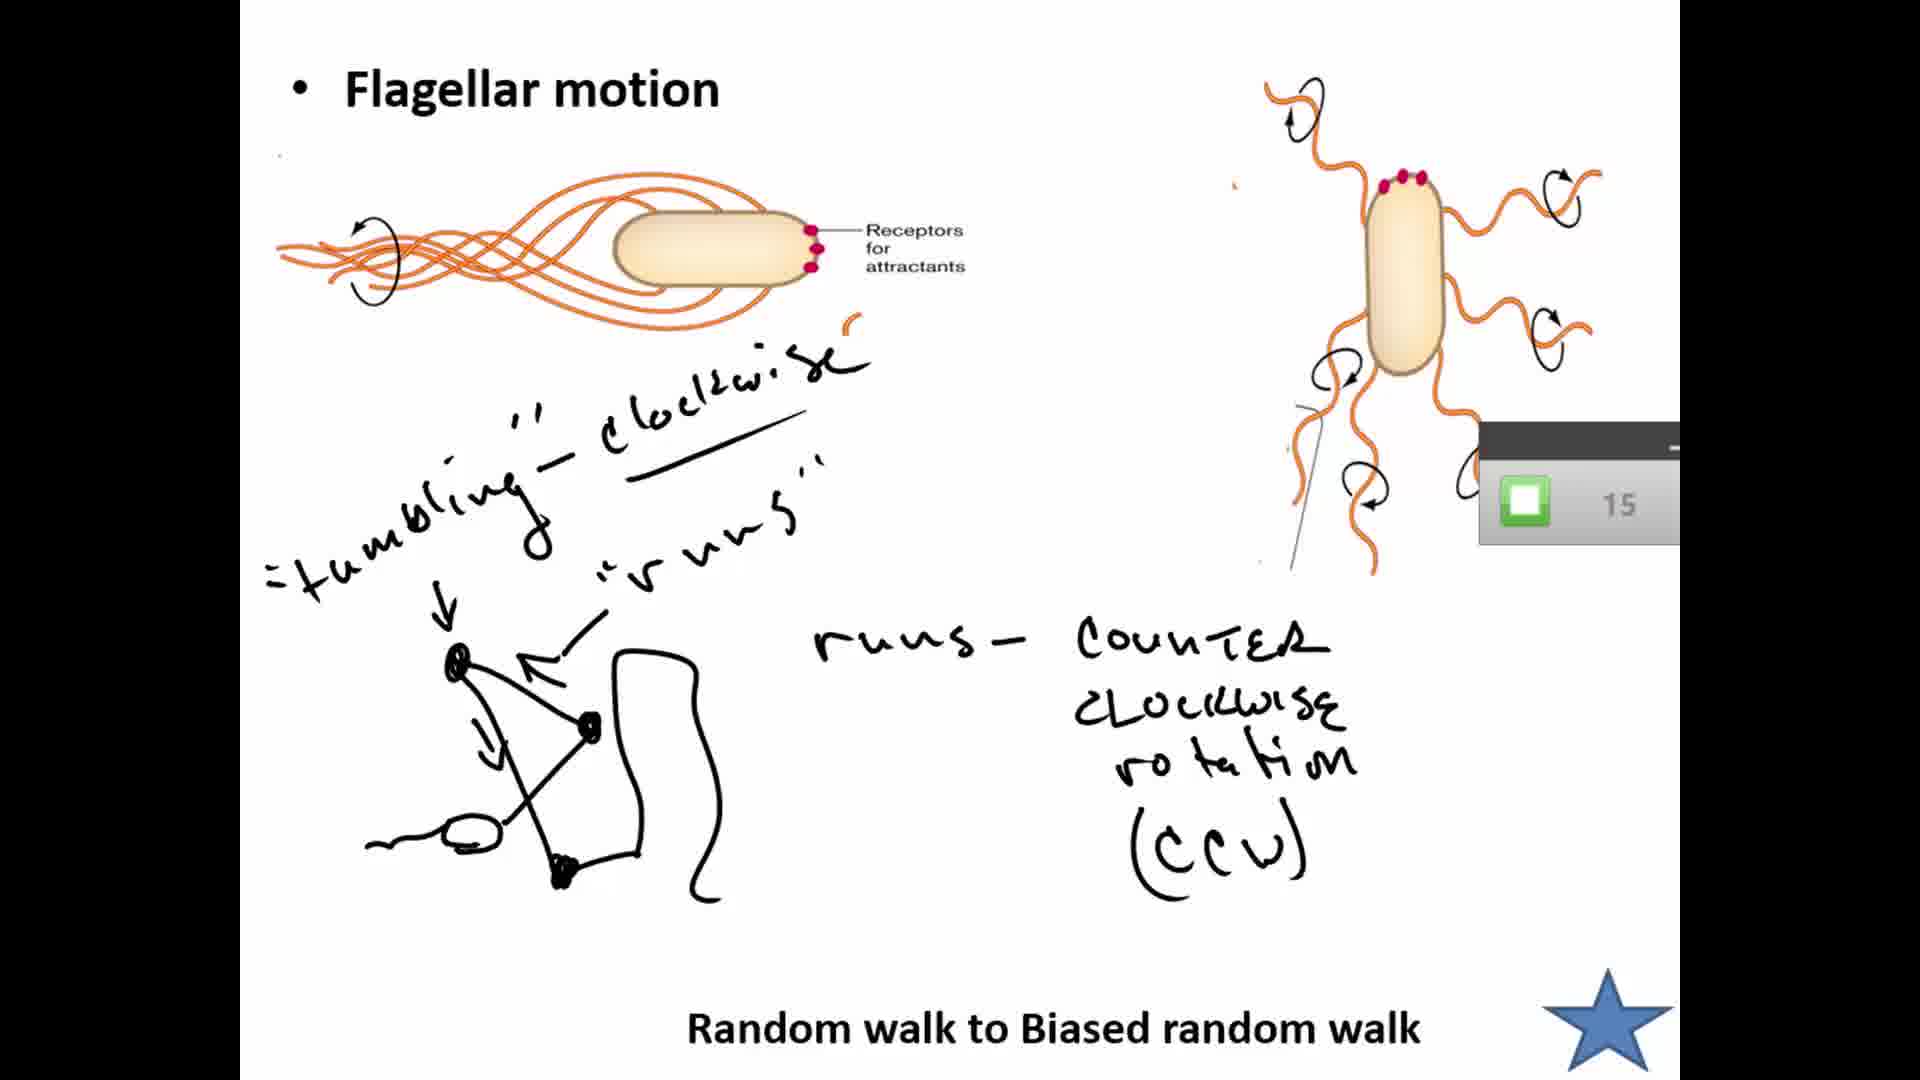 • Flagellar motion
Receptors
for
attractants
"tumbling" - clockwise
"runs"
15
runs - COUNTER
CLOCKWISE
rotation
(CCW)
Random walk to Biased random walk